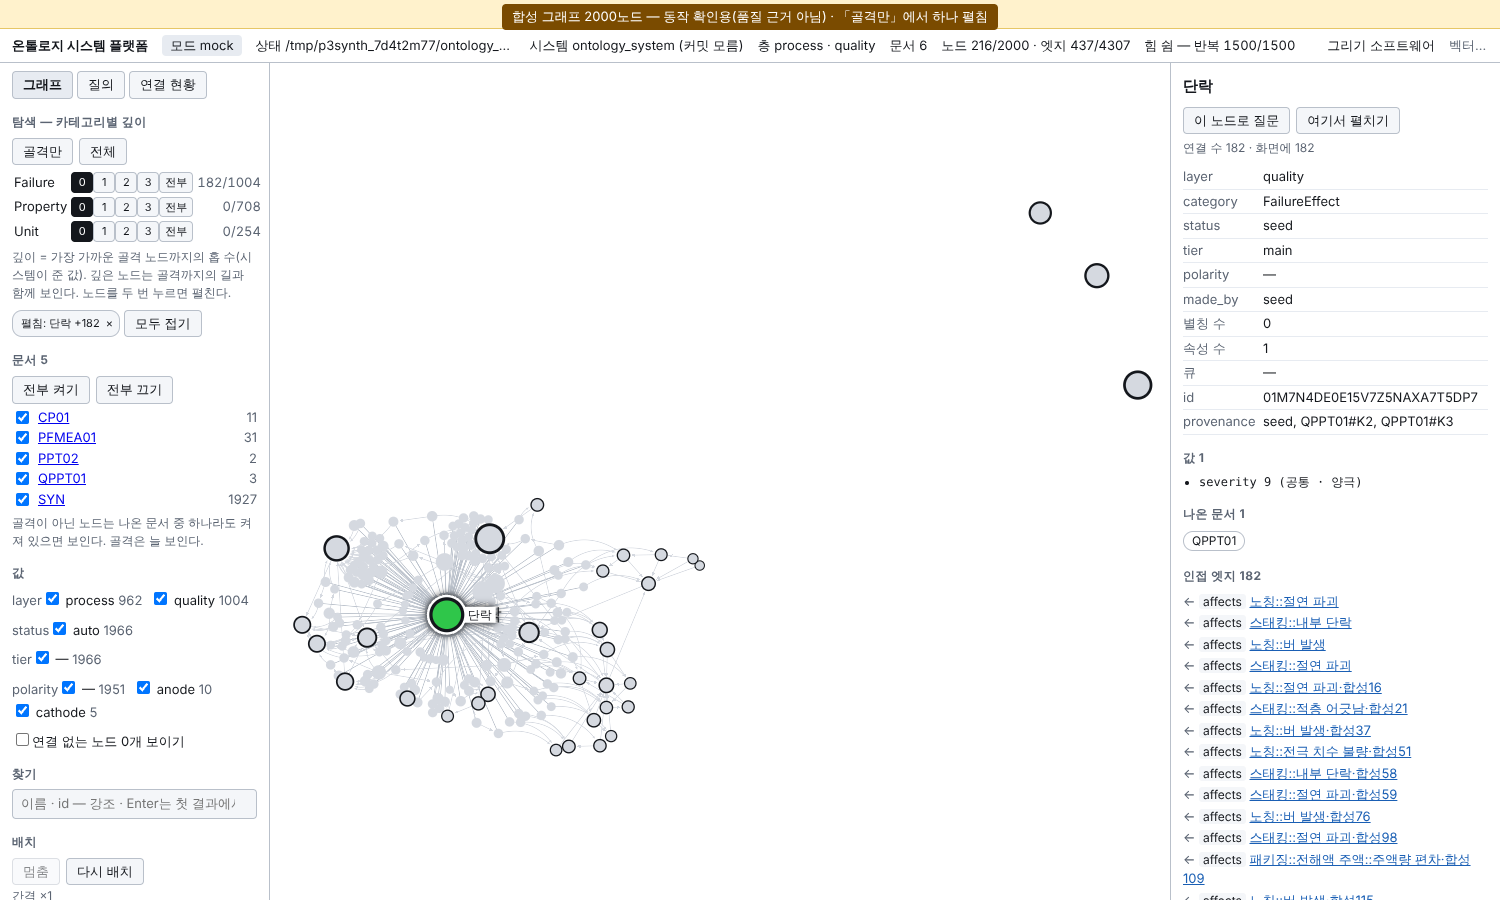 합성 그래프 2000노드 — 동작 확인용(품질 근거 아님) · 「골격만」에서 하나 펼침
온톨로지 시스템 플랫폼 모드 mock 상태 /tmp/p3synth_7d4t2m77/ontology_... 시스템 ontology_system (커밋 모름) 층 process · quality 문서 6 노드 216/2000 · 엣지 437/4307 힘 쉼 — 반복 1500/1500 그리기 소프트웨어 벡터...
그래프 질의 연결 현황
탐색 — 카테고리별 깊이
골격만 전체
Failure 0 1 2 3 전부 182/1004
Property 0 1 2 3 전부 0/708
Unit 0 1 2 3 전부 0/254
깊이 = 가장 가까운 골격 노드까지의 홉 수(시
스템이 준 값). 깊은 노드는 골격까지의 길과
함께 보인다. 노드를 두 번 누르면 펼친다.
펼침: 단락 +182 × 모두 접기
문서 5
전부 켜기 전부 끄기
CP01 11
PFMEA01 31
PPT02 2
QPPT01 3
SYN 1927
골격이 아닌 노드는 나온 문서 중 하나라도 켜
져 있으면 보인다. 골격은 늘 보인다.
값
layer process 962 quality 1004
status auto 1966
tier — 1966
polarity — 1951 anode 10
cathode 5
연결 없는 노드 0개 보이기
찾기
이름 · id — 강조 · Enter는 첫 결과에
배치
멈춤 다시 배치
간격 ×1
단락
단락
이 노드로 질문 여기서 펼치기
연결 수 182 · 화면에 182
layer quality
category FailureEffect
status seed
tier main
polarity —
made_by seed
별칭 수 0
속성 수 1
큐 —
id 01M7N4DE0E15V7Z5NAXA7T5DP7
provenance seed, QPPT01#K2, QPPT01#K3
값 1
• severity 9 (공통 · 양극)
나온 문서 1
QPPT01
인접 엣지 182
← affects 노칭::절연 파괴
← affects 스태킹::내부 단락
← affects 노칭::버 발생
← affects 스태킹::절연 파괴
← affects 노칭::절연 파괴·합성16
← affects 스태킹::적층 어긋남·합성21
← affects 노칭::버 발생·합성37
← affects 노칭::전극 치수 불량·합성51
← affects 스태킹::내부 단락·합성58
← affects 스태킹::절연 파괴·합성59
← affects 노칭::버 발생·합성76
← affects 스태킹::절연 파괴·합성98
← affects 패키징::전해액 주액::주액량 편차·합성
109
← affects 노칭::버 발생·합성115